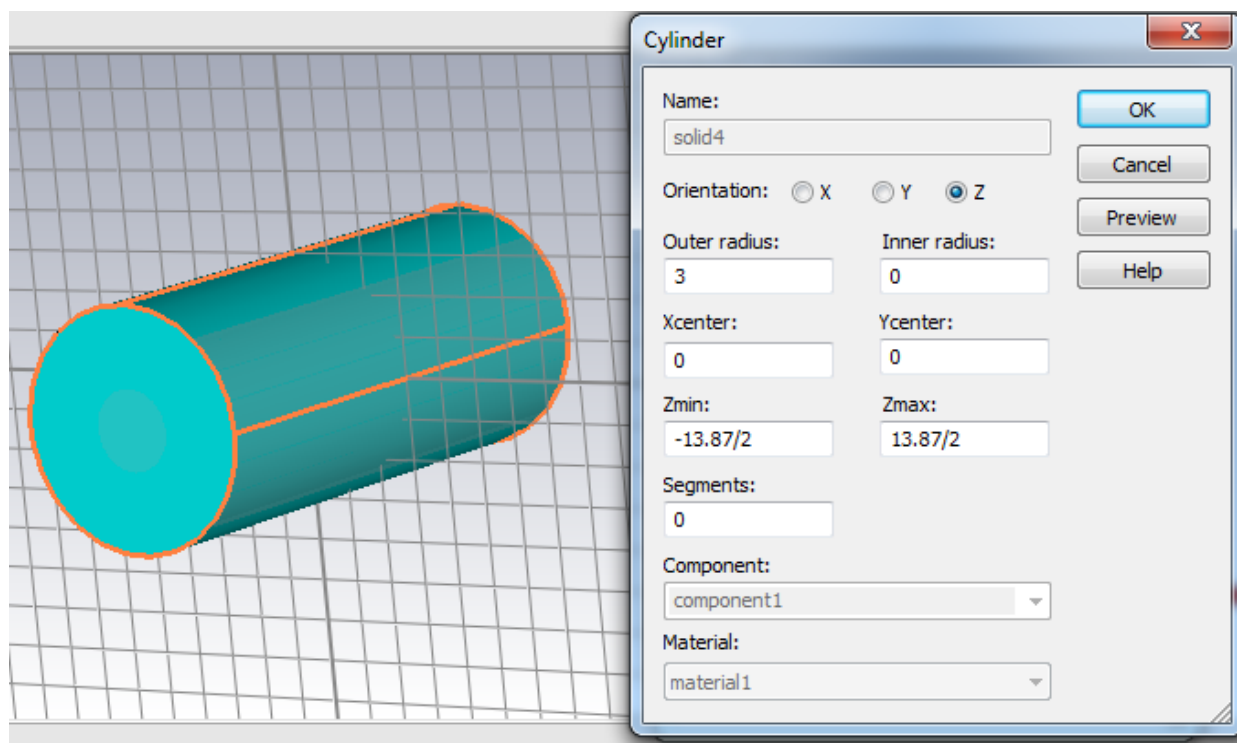 Cylinder
Name:
OK
solid4
Cancel
Orientation: X Y Z
Preview
Outer radius: Inner radius:
Help
3 0
Xcenter: Ycenter:
0 0
Zmin: Zmax:
-13.87/2 13.87/2
Segments:
0
Component:
component1
Material:
material1